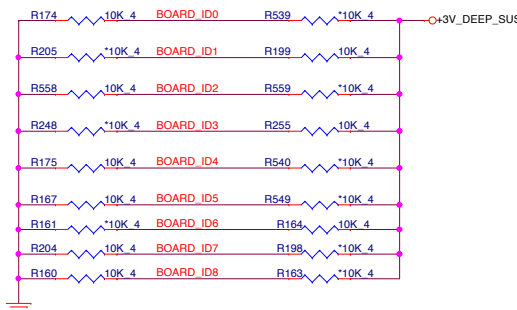 R174 10K_4 BOARD_ID0 R539 *10K_4 +3V_DEEP_SUS
R205 *10K_4 BOARD_ID1 R199 10K_4
R558 10K_4 BOARD_ID2 R559 *10K_4
R248 *10K_4 BOARD_ID3 R255 10K_4
R175 10K_4 BOARD_ID4 R540 *10K_4
R167 10K_4 BOARD_ID5 R549 *10K_4
R161 *10K_4 BOARD_ID6 R164 10K_4
R204 10K_4 BOARD_ID7 R198 *10K_4
R160 10K_4 BOARD_ID8 R163 *10K_4